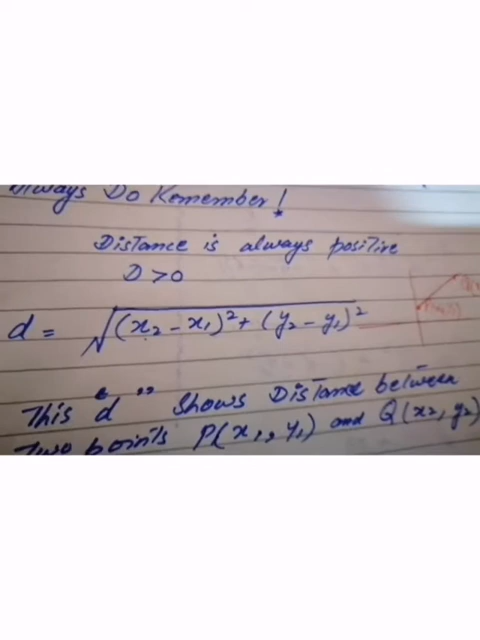 Always Do Remember!
Distance is always positive
D > 0
d = √(x₂ - x₁)² + (y₂ - y₁)²
This "d" shows Distance between
Two points P(x₁, y₁) and Q(x₂, y₂)